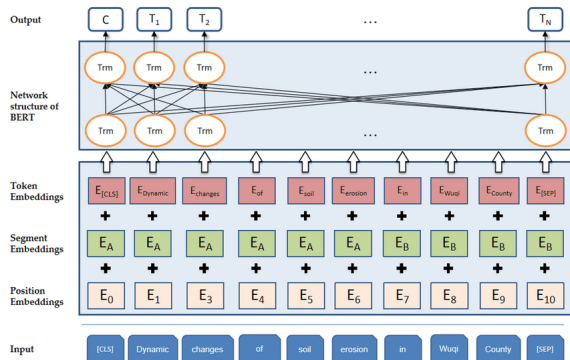 Output C T1 T2 ... TN
Trm Trm Trm ... Trm
Network
structure of
BERT
Trm Trm Trm ... Trm
Token
Embeddings
E[CLS] EDynamic Echanges Eof Esoil Eerosion Ein EWuqi ECounty E[SEP]
+ + + + + + + + + +
Segment
Embeddings
EA EA EA EA EA EA EB EB EB EB
+ + + + + + + + + +
Position
Embeddings
E0 E1 E3 E4 E5 E6 E7 E8 E9 E10
Input [CLS] Dynamic changes of soil erosion in Wuqi County [SEP]